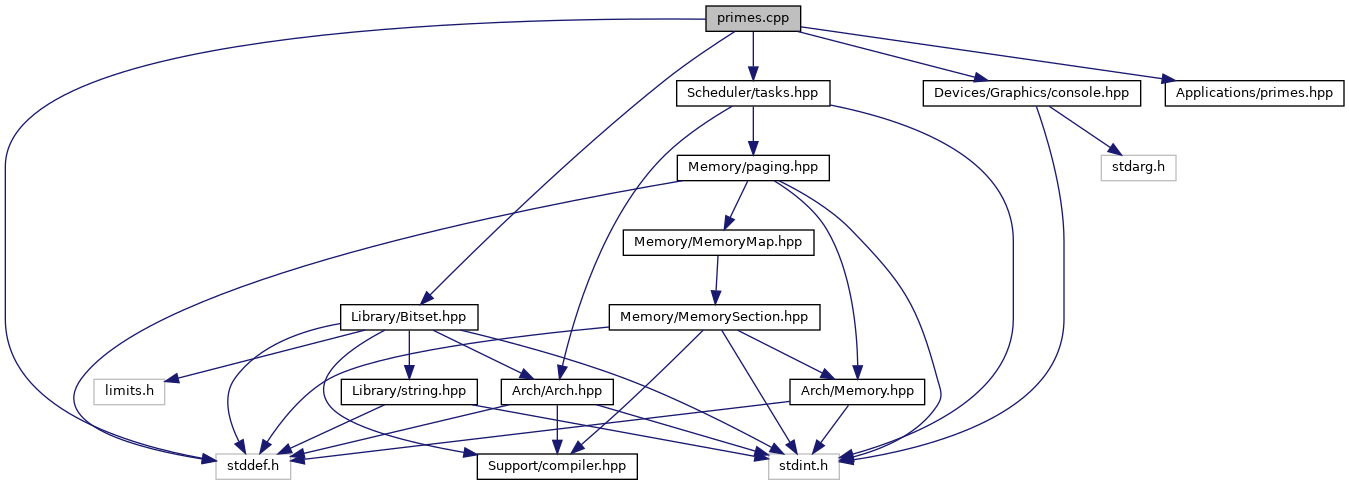 primes.cpp
Scheduler/tasks.hpp
Devices/Graphics/console.hpp
Applications/primes.hpp
Memory/paging.hpp
stdarg.h
Memory/MemoryMap.hpp
Library/Bitset.hpp
Memory/MemorySection.hpp
limits.h
Library/string.hpp
Arch/Arch.hpp
Arch/Memory.hpp
stddef.h
Support/compiler.hpp
stdint.h